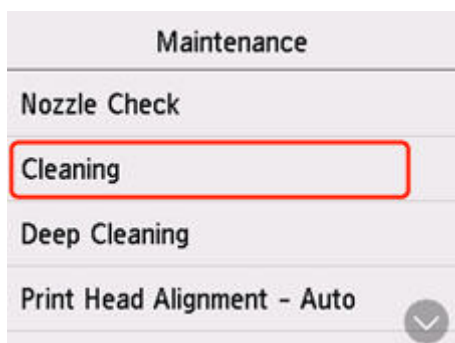 Maintenance
Nozzle Check
Cleaning
Deep Cleaning
Print Head Alignment - Auto